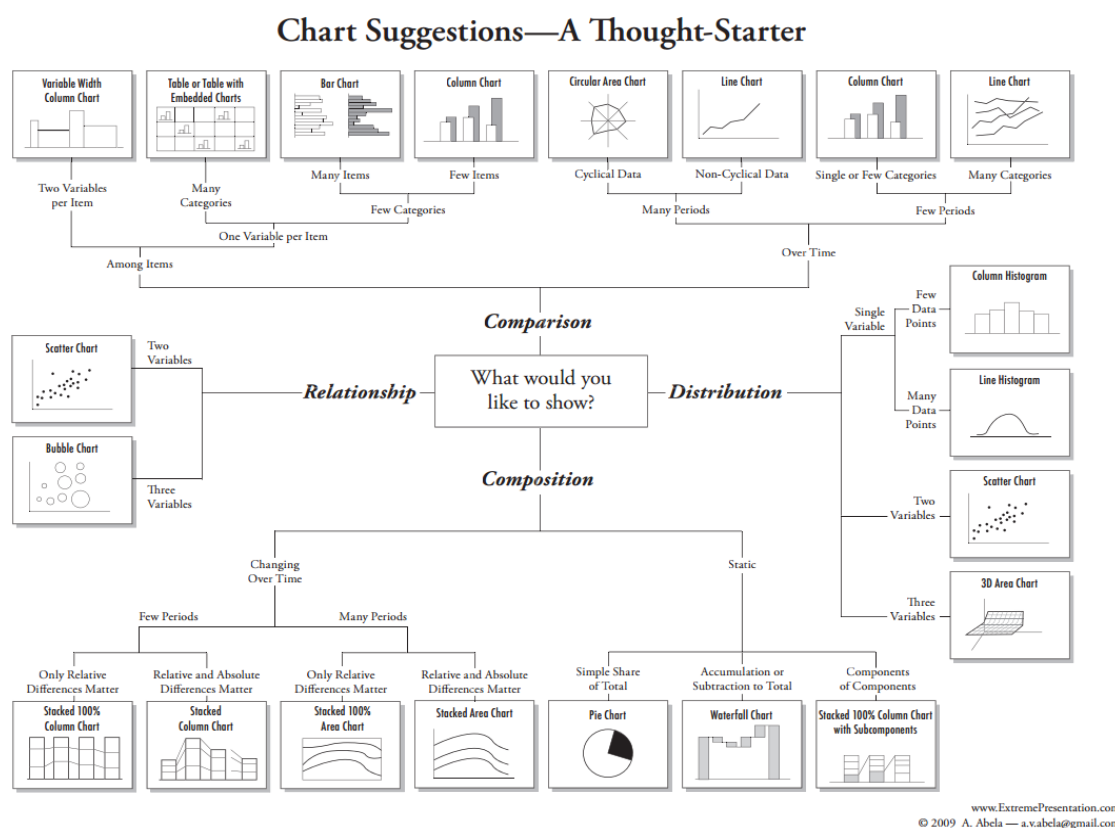 Chart Suggestions—A Thought-Starter
Variable Width
Column Chart
Table or Table with
Embedded Charts
Bar Chart
Column Chart
Circular Area Chart
Line Chart
Column Chart
Line Chart
Two Variables
per Item
Many
Categories
Many Items
Few Items
Cyclical Data
Non-Cyclical Data
Single or Few Categories
Many Categories
Few Categories
Many Periods
Few Periods
One Variable per Item
Among Items
Over Time
Comparison
What would you
like to show?
Relationship
Two
Variables
Scatter Chart
Three
Variables
Bubble Chart
Distribution
Single
Variable
Few
Data
Points
Column Histogram
Many
Data
Points
Line Histogram
Two
Variables
Scatter Chart
Three
Variables
3D Area Chart
Composition
Changing
Over Time
Static
Few Periods
Many Periods
Only Relative
Differences Matter
Relative and Absolute
Differences Matter
Only Relative
Differences Matter
Relative and Absolute
Differences Matter
Simple Share
of Total
Accumulation or
Subtraction to Total
Components
of Components
Stacked 100%
Column Chart
Stacked
Column Chart
Stacked 100%
Area Chart
Stacked Area Chart
Pie Chart
Waterfall Chart
Stacked 100% Column Chart
with Subcomponents
www.ExtremePresentation.com
© 2009 A. Abela — a.v.abela@gmail.com